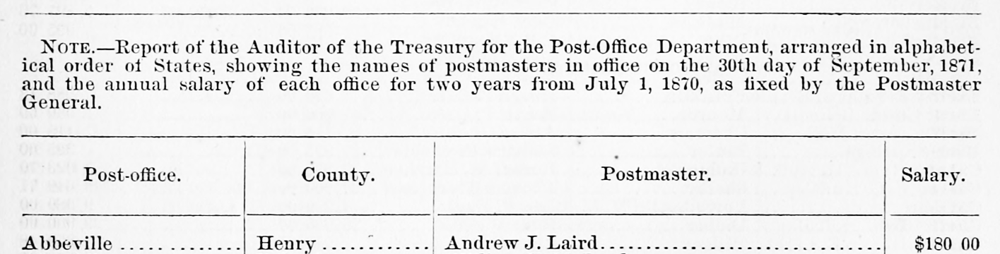 NOTE.—Report of the Auditor of the Treasury for the Post-Office Department, arranged in alphabet-
ical order of States, showing the names of postmasters in office on the 30th day of September, 1871,
and the annual salary of each office for two years from July 1, 1870, as fixed by the Postmaster
General.
Post-office. County. Postmaster. Salary.
Abbeville .............. Henry ............ Andrew J. Laird.............................. $180 00